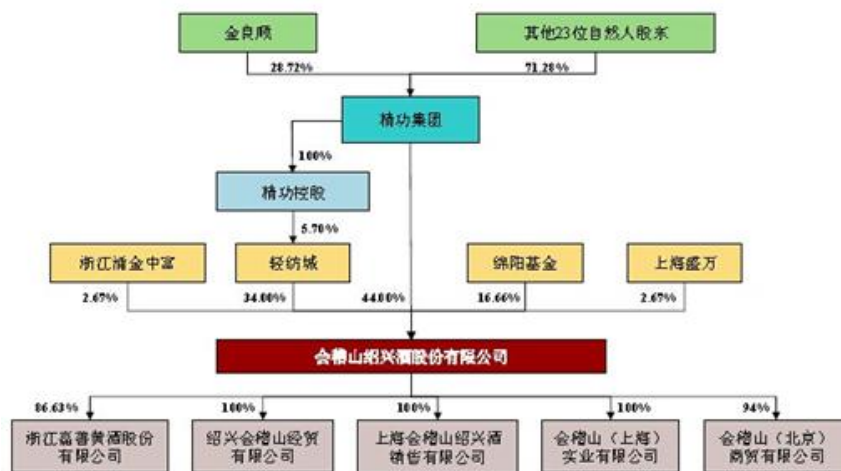 金良顺
其他23位自然人股东
28.72%
71.28%
精功集团
100%
精功控股
5.70%
浙江浦金中富
轻纺城
绵阳基金
上海盛万
2.67%
34.00%
44.00%
16.66%
2.67%
会稽山绍兴酒股份有限公司
86.63%
100%
100%
100%
94%
浙江嘉善黄酒股份
有限公司
绍兴会稽山经贸
有限公司
上海会稽山绍兴酒
销售有限公司
会稽山（上海）
实业有限公司
会稽山（北京）
商贸有限公司